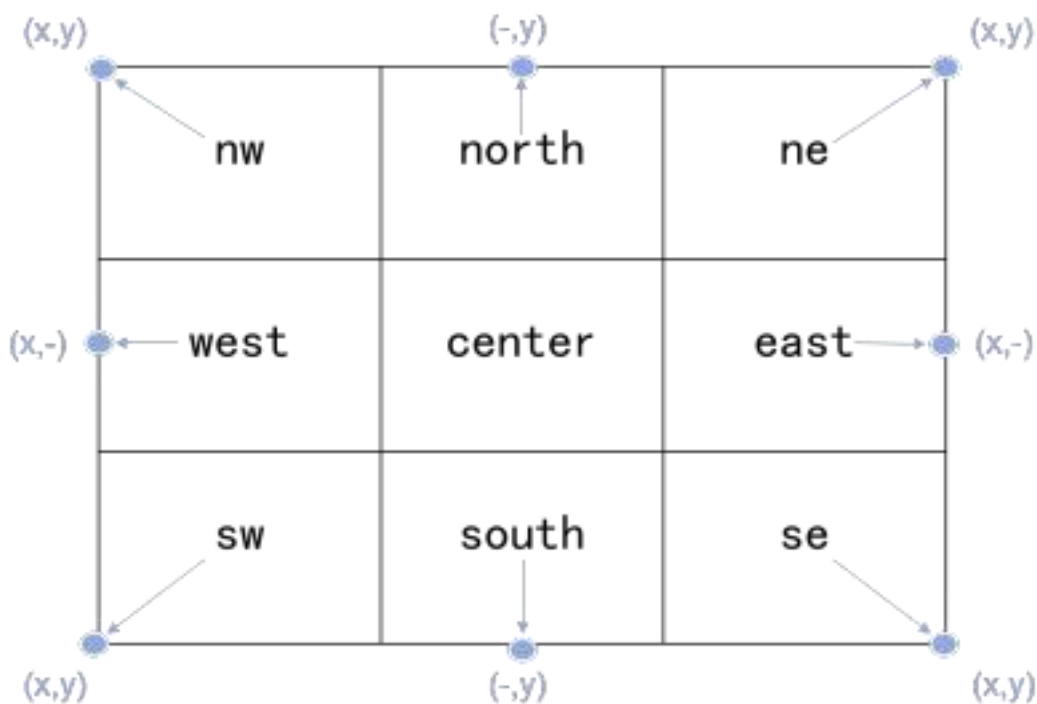 (x,y) (-,y) (x,y)
nw north ne
(x,-) west center east (x,-)
sw south se
(x,y) (-,y) (x,y)